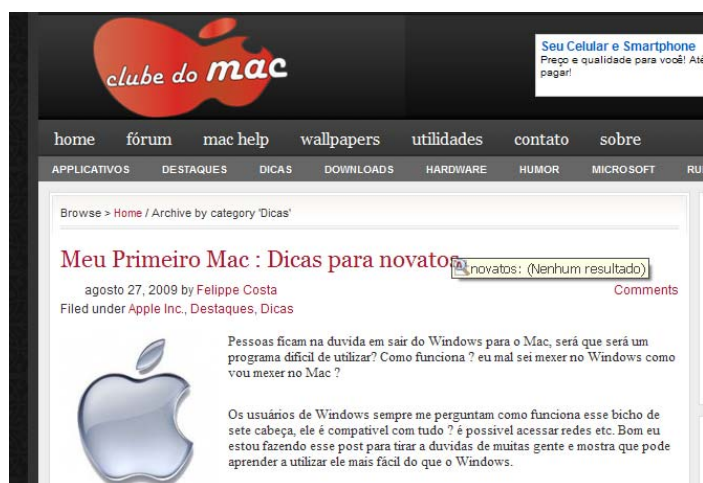 clube do mac
Seu Celular e Smartphone
Preço e qualidade para você! Até
pagar!
home fórum mac help wallpapers utilidades contato sobre
APPLICATIVOS DESTAQUES DICAS DOWNLOADS HARDWARE HUMOR MICROSOFT RU
Browse > Home / Archive by category 'Dicas'
Meu Primeiro Mac : Dicas para novatos
novatos: (Nenhum resultado)
agosto 27, 2009 by Felippe Costa
Comments
Filed under Apple Inc., Destaques, Dicas
Pessoas ficam na duvida em sair do Windows para o Mac, será que será um
programa difícil de utilizar? Como funciona ? eu mal sei mexer no Windows como
vou mexer no Mac ?
Os usuários de Windows sempre me perguntam como funciona esse bicho de
sete cabeça, ele é compativel com tudo ? é possivel acessar redes etc. Bom eu
estou fazendo esse post para tirar a duvidas de muitas gente e mostra que pode
aprender a utilizar ele mais fácil do que o Windows.